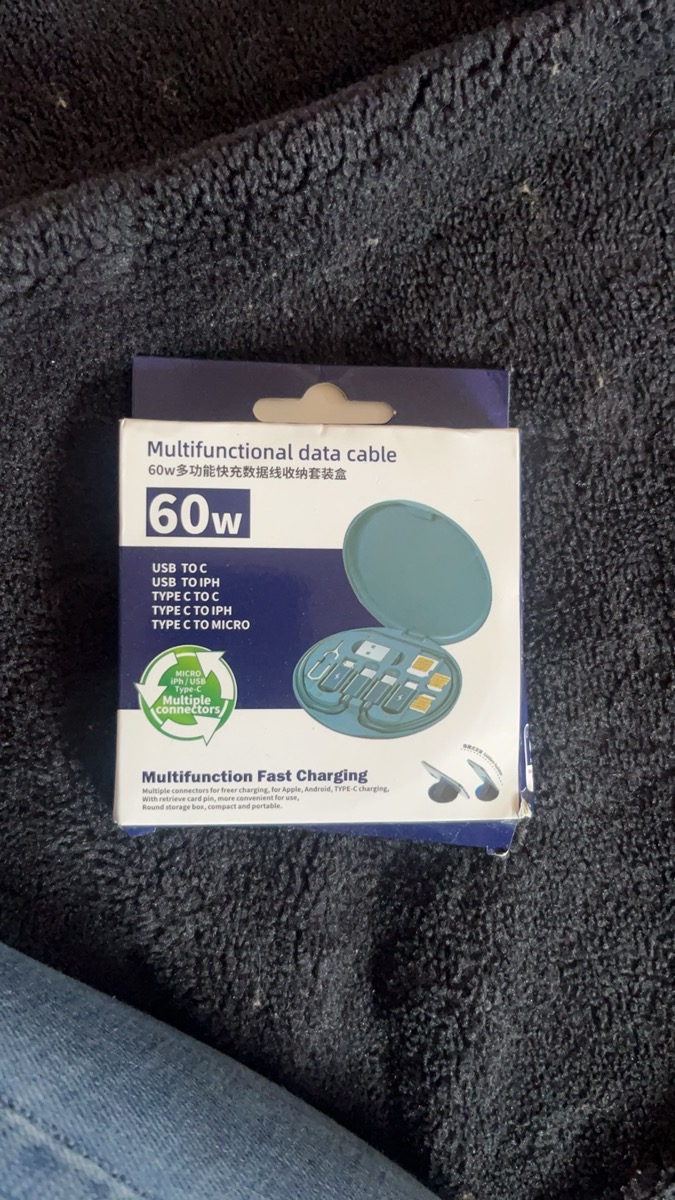 Multifunctional data cable
60w多功能快充数据线收纳套装盒
60w
USB TO C
USB TO IPH
TYPE C TO C
TYPE C TO IPH
TYPE C TO MICRO
MICRO
iPh / USB
Type-C
Multiple
connectors
Multifunction Fast Charging
Multiple connectors for freer charging, for Apple, Android, TYPE-C charging,
With retrieve card pin, more convenient for use,
Round storage box, compact and portable.